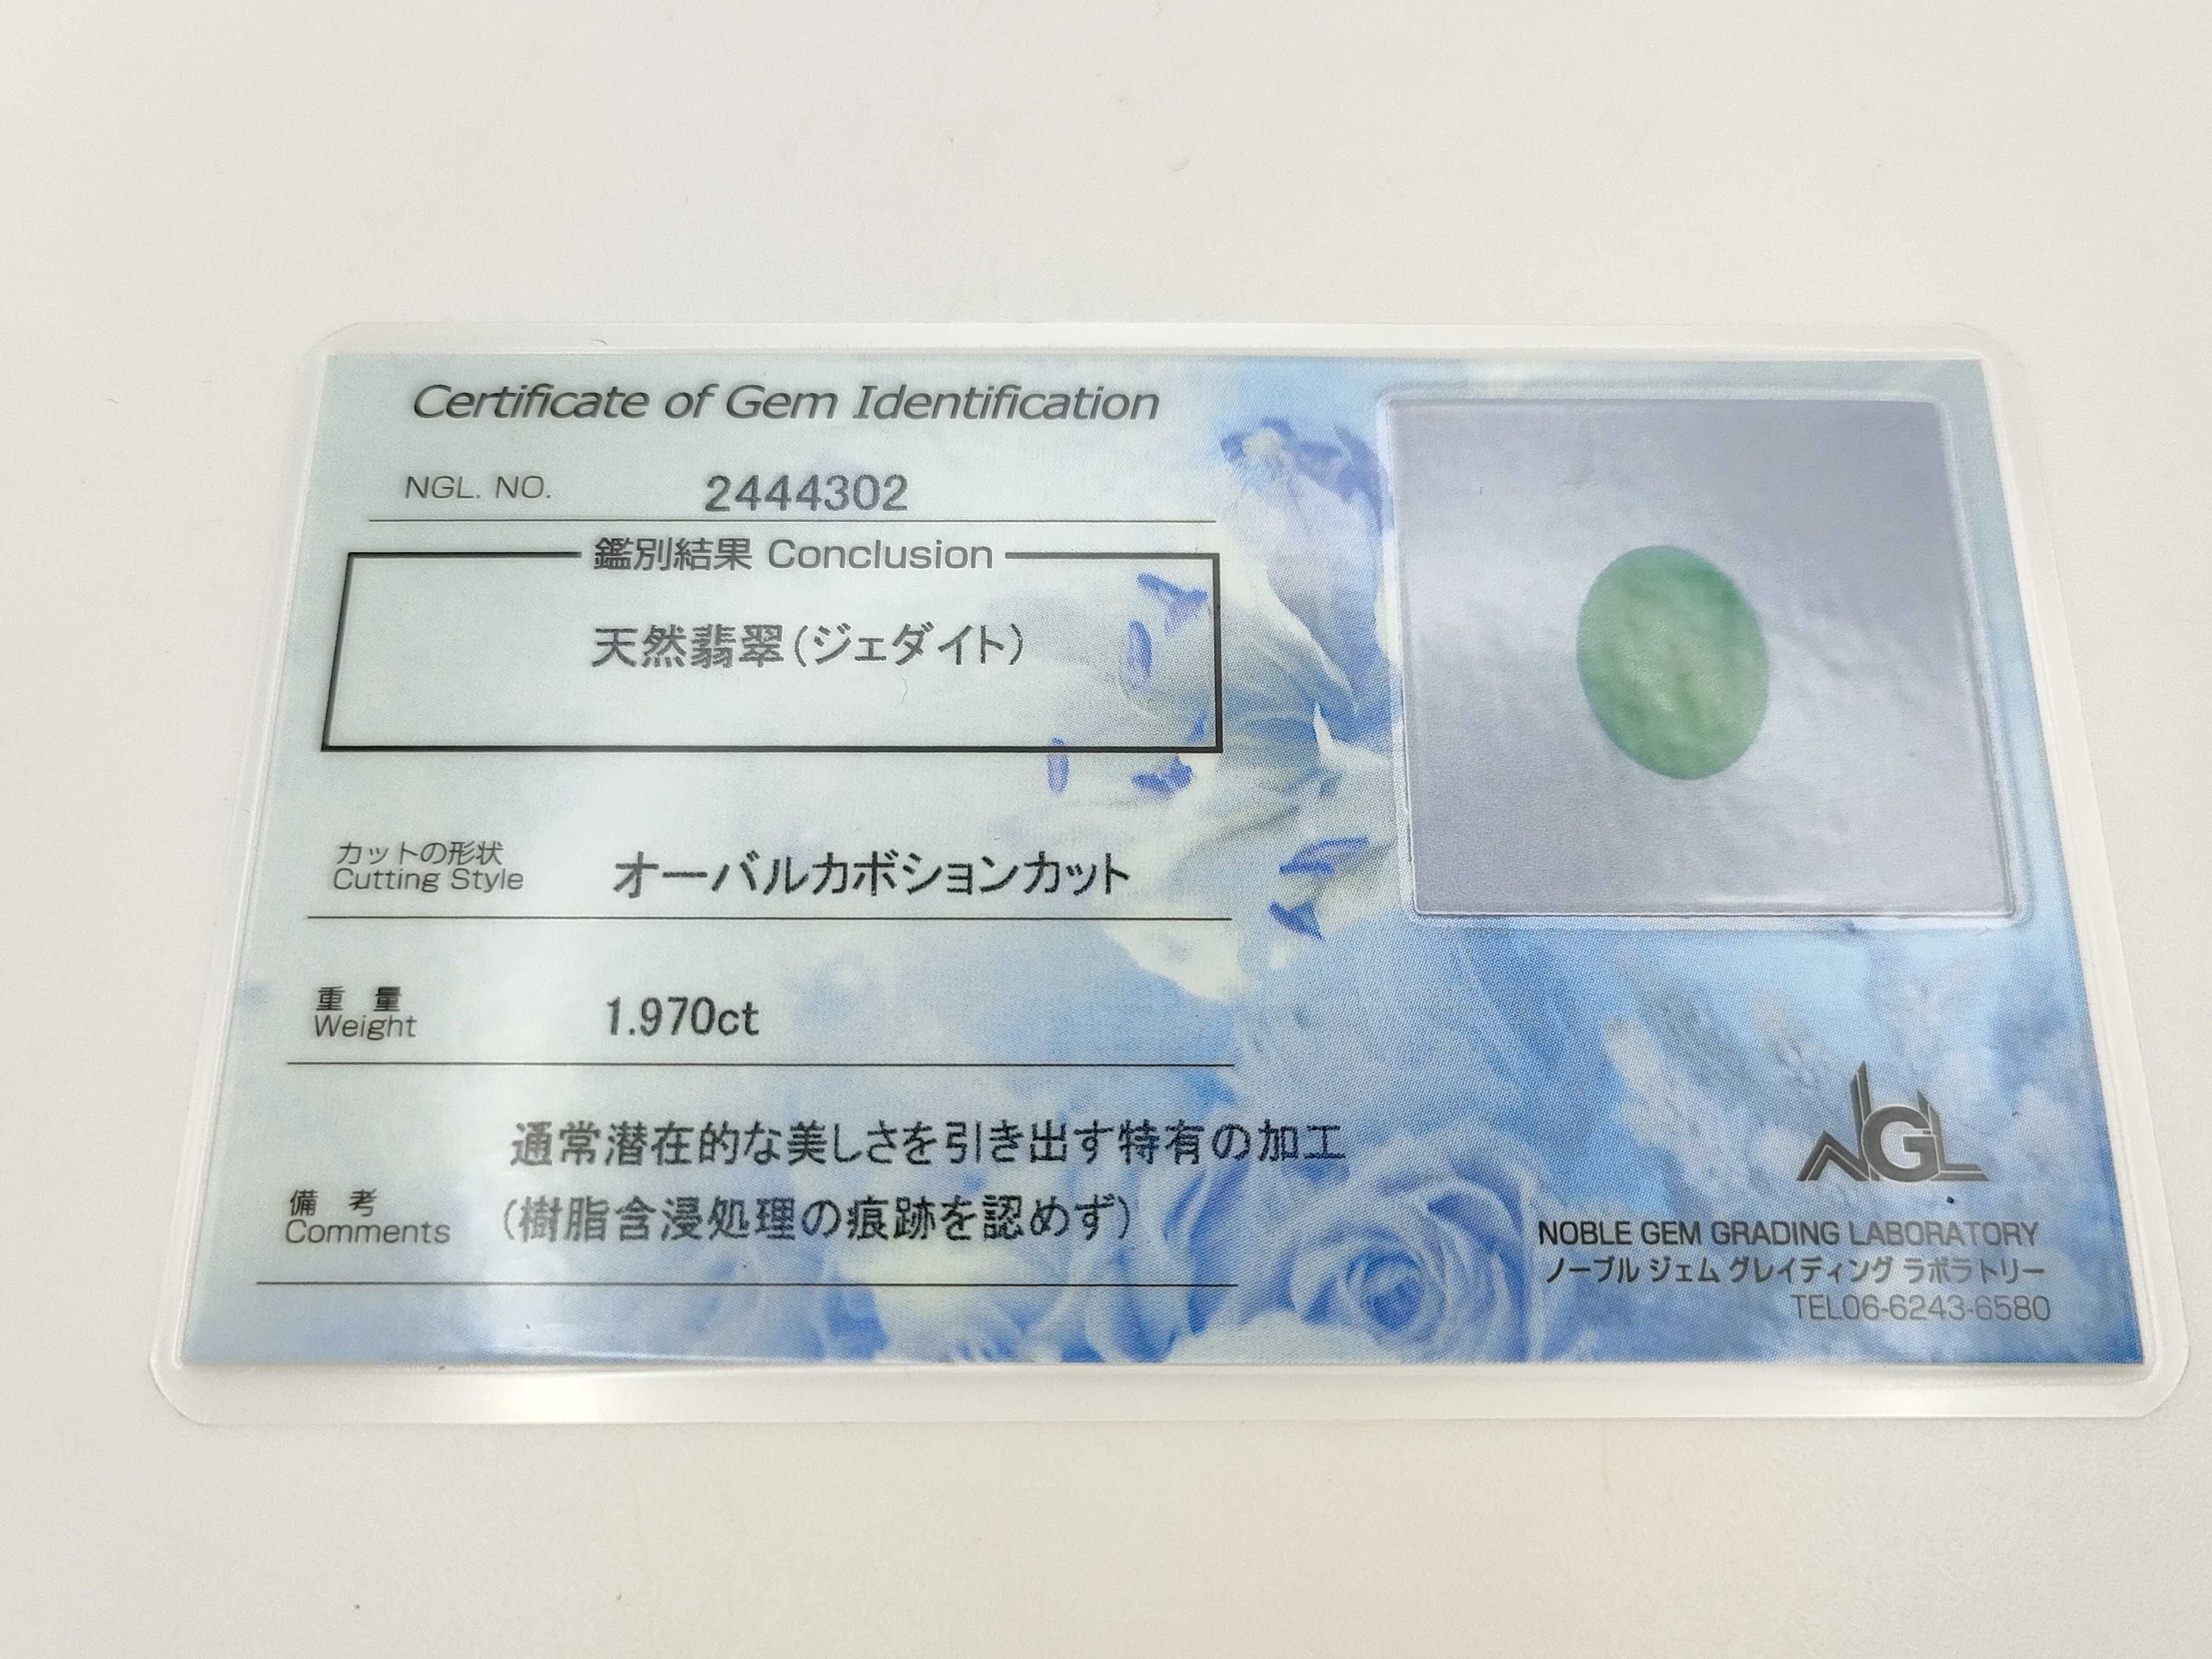 Certificate of Gem Identification
NGL. NO. 2444302
鑑別結果 Conclusion
天然翡翠(ジェダイト)
カットの形状
Cutting Style
オーバルカボションカット
重 量
Weight
1.970ct
通常潜在的な美しさを引き出す特有の加工
備 考
Comments
(樹脂含浸処理の痕跡を認めず)
NGL
NOBLE GEM GRADING LABORATORY
ノーブル ジェム グレイディング ラボラトリー
TEL06-6243-6580